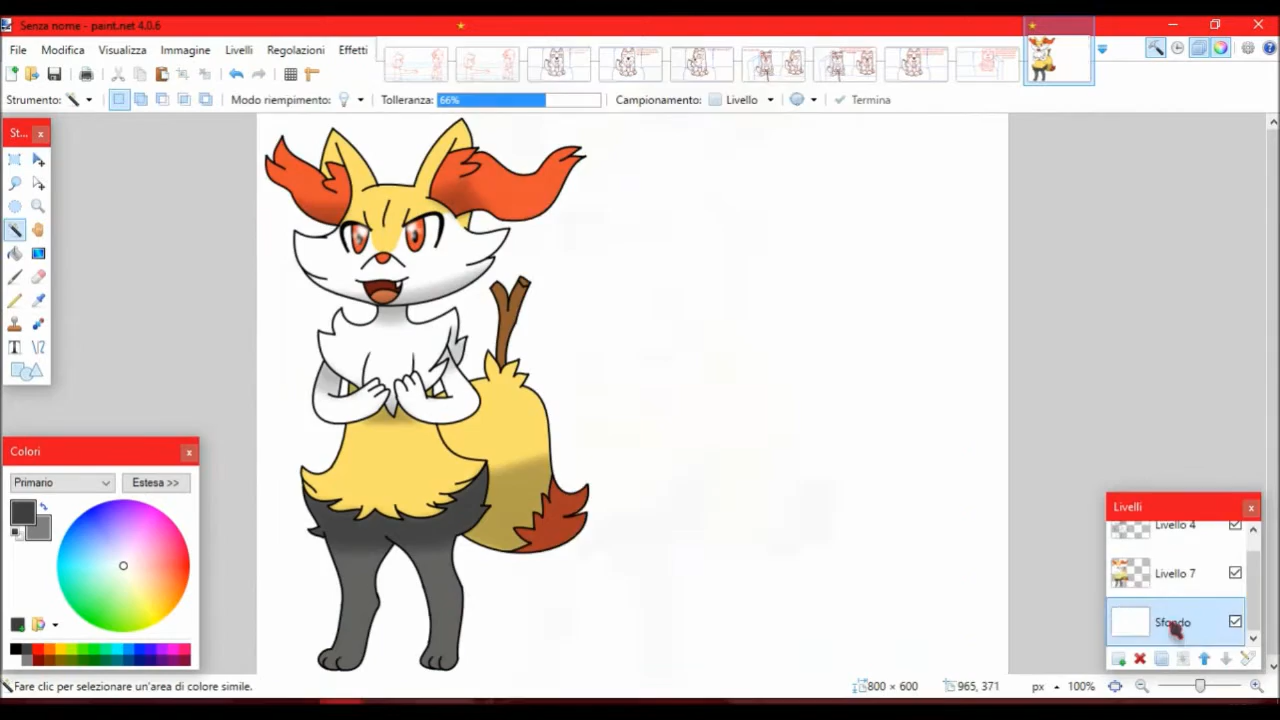 Senza nome - paint.net 4.0.6
File Modifica Visualizza Immagine Livelli Regolazioni Effetti
Strumento: Modo riempimento: Tolleranza: 66% Campionamento: Livello Termina
St...
Colori
Primario Estesa >>
Livelli
Livello 4
Livello 7
Sfondo
Fare clic per selezionare un'area di colore simile. 800 × 600 965, 371 px 100%